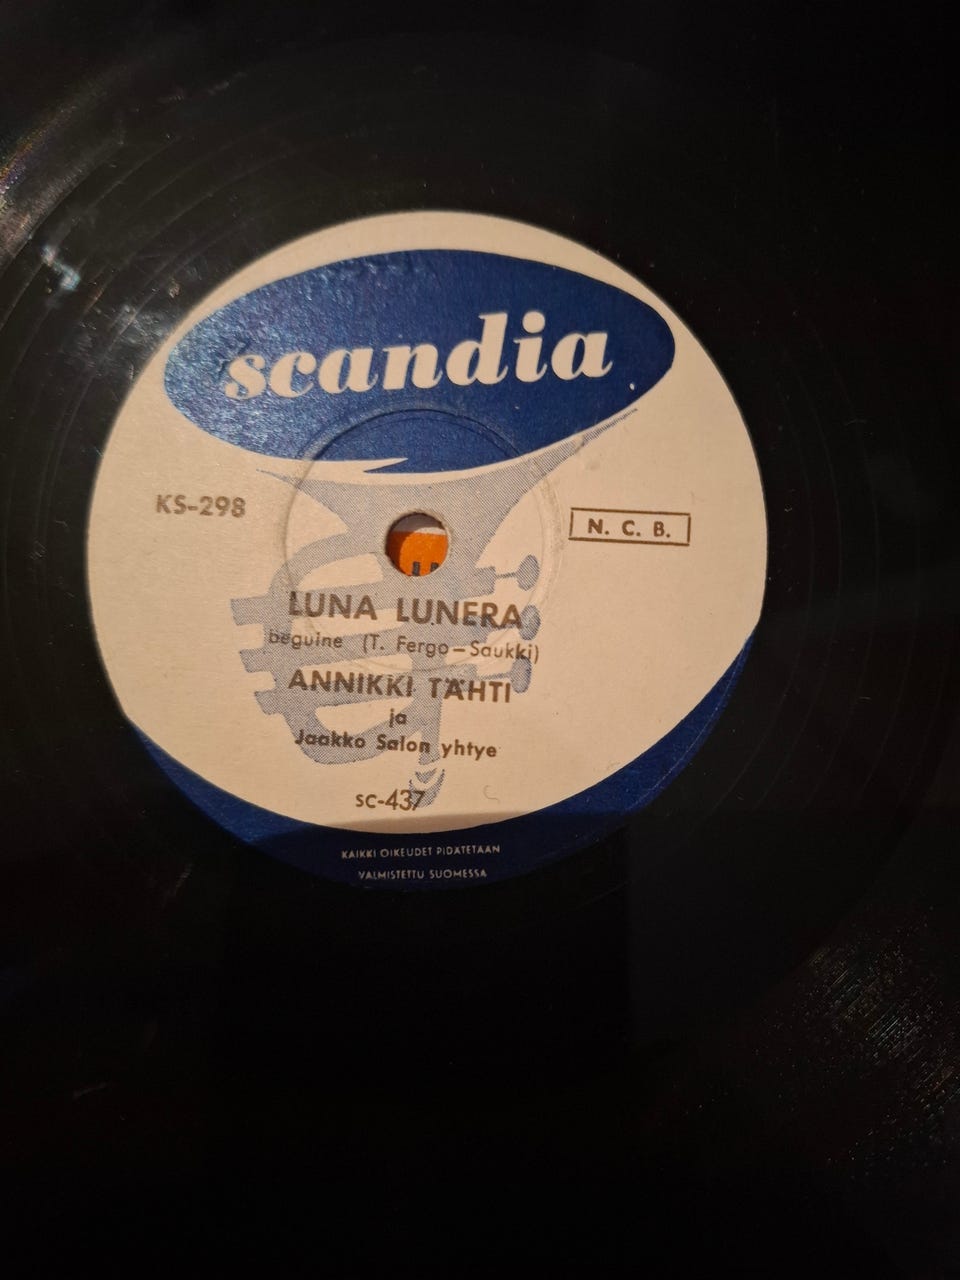 scandia
KS-298
N. C. B.
LUNA LUNERA
beguine (T. Fergo–Saukki)
ANNIKKI TÄHTI
ja
Jaakko Salon yhtye
SC-437
KAIKKI OIKEUDET PIDÄTETÄÄN
VALMISTETTU SUOMESSA